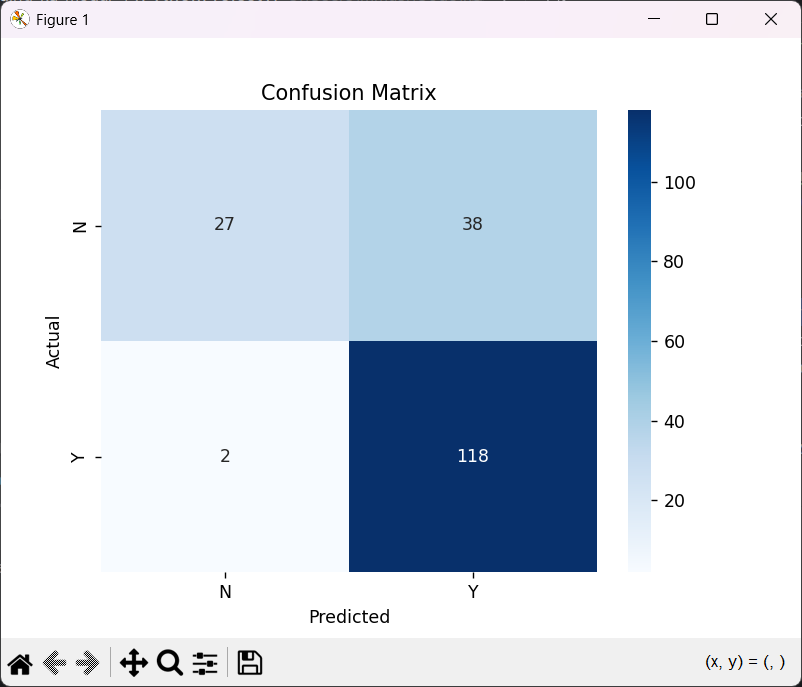 Figure 1
Confusion Matrix
27 38
2 118
N
Y
Actual
N Y
Predicted
100
80
60
40
20
(x, y) = (, )